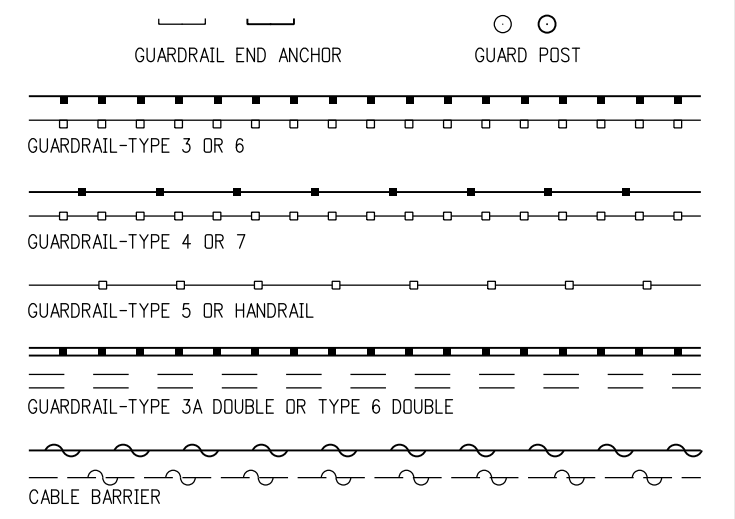 GUARDRAIL END ANCHOR
GUARD POST
GUARDRAIL-TYPE 3 OR 6
GUARDRAIL-TYPE 4 OR 7
GUARDRAIL-TYPE 5 OR HANDRAIL
GUARDRAIL-TYPE 3A DOUBLE OR TYPE 6 DOUBLE
CABLE BARRIER